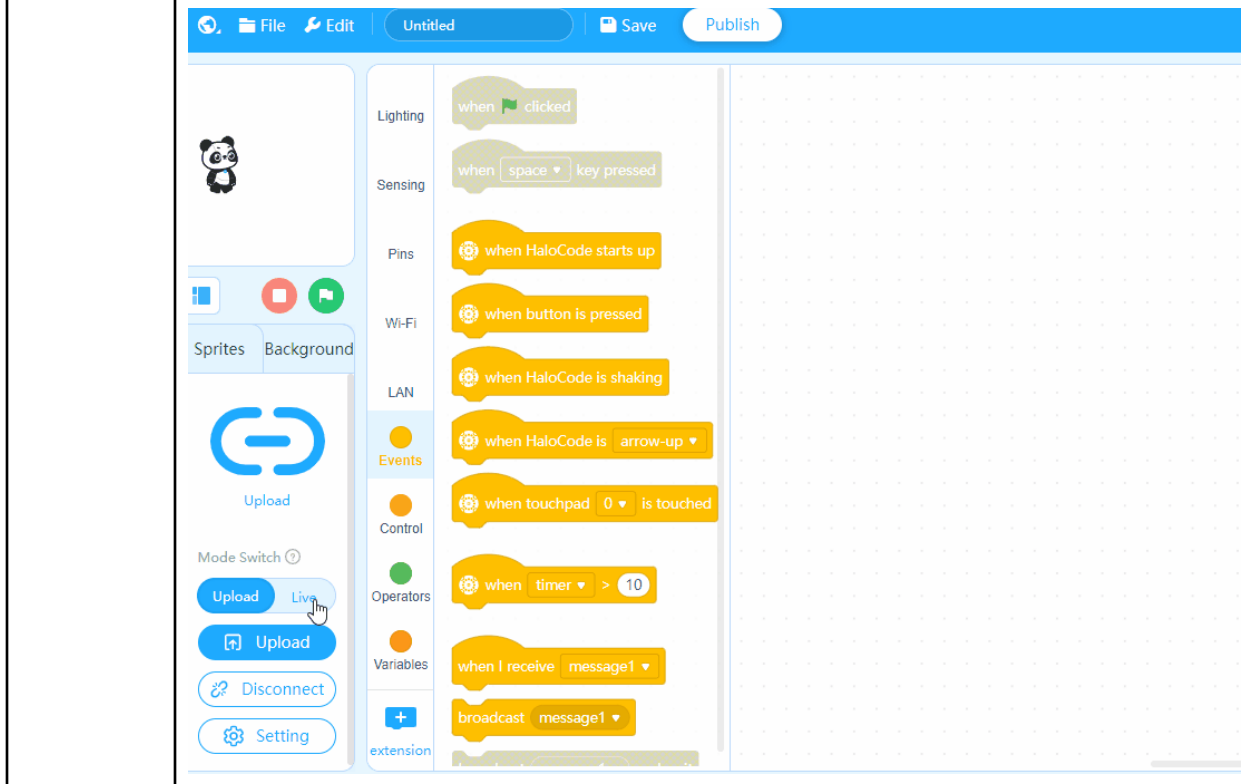 File Edit Untitled Save Publish
Lighting
Sensing
Pins
Wi-Fi
LAN
Events
Control
Operators
Variables
extension
when clicked
when space key pressed
when HaloCode starts up
when button is pressed
when HaloCode is shaking
when HaloCode is arrow-up
when touchpad 0 is touched
when timer > 10
when I receive message1
broadcast message1
Sprites Background
Upload
Mode Switch ?
Upload Live
Upload
Disconnect
Setting